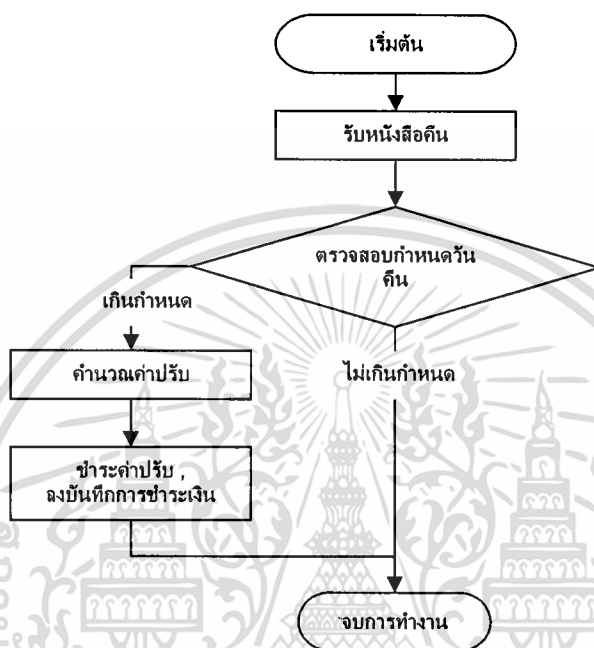 เริ่มต้น
รับหนังสือคืน
ตรวจสอบกำหนดวัน
คืน
เกินกำหนด
ไม่เกินกำหนด
คำนวณค่าปรับ
ชำระค่าปรับ ,
ลงบันทึกการชำระเงิน
จบการทำงาน